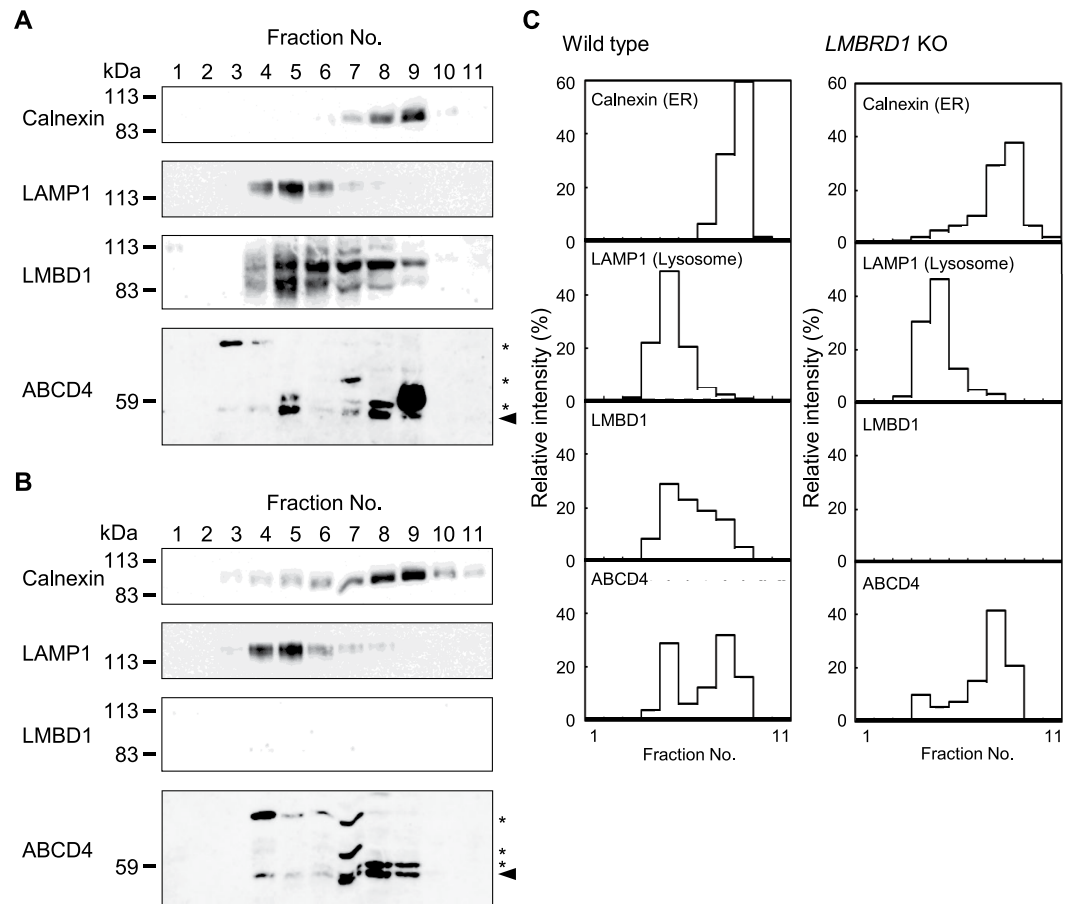 A
Fraction No.
kDa 1 2 3 4 5 6 7 8 9 10 11
Calnexin 113 83
LAMP1 113
LMBD1 113 83
ABCD4 59 * * *
B
Fraction No.
kDa 1 2 3 4 5 6 7 8 9 10 11
Calnexin 113 83
LAMP1 113
LMBD1 113 83
ABCD4 59 * * *
C
Wild type
Relative intensity (%)
60 40 20 0
Calnexin (ER)
40 20 0
LAMP1 (Lysosome)
40 20 0
LMBD1
40 20 0
ABCD4
1 11
Fraction No.
LMBRD1 KO
Relative intensity (%)
60 40 20 0
Calnexin (ER)
40 20 0
LAMP1 (Lysosome)
40 20 0
LMBD1
40 20 0
ABCD4
1 11
Fraction No.